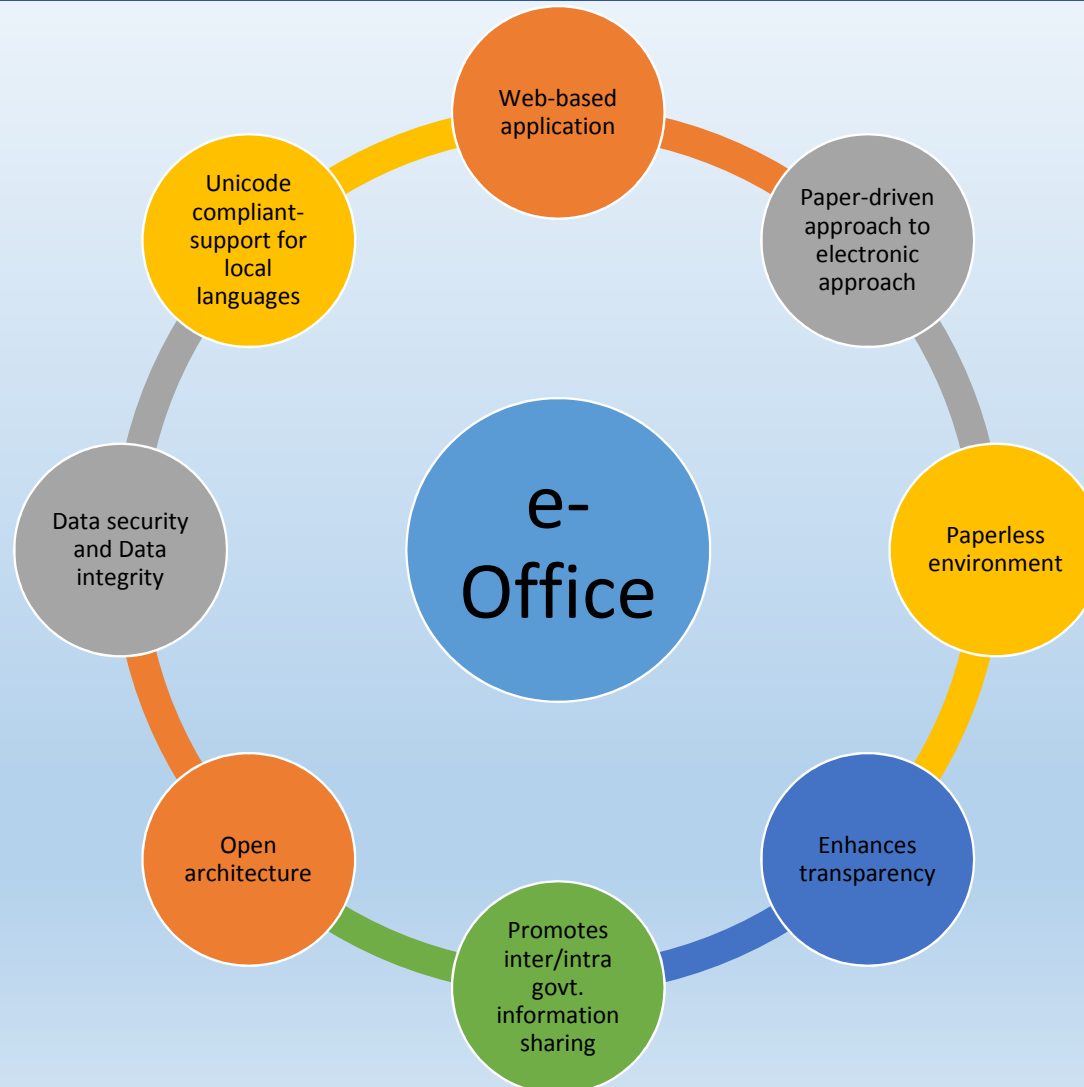 Web-based
application
Paper-driven
approach to
electronic
approach
Paperless
environment
Enhances
transparency
Promotes
inter/intra
govt.
information
sharing
Open
architecture
Data security
and Data
integrity
Unicode
compliant-
support for
local
languages
e-
Office